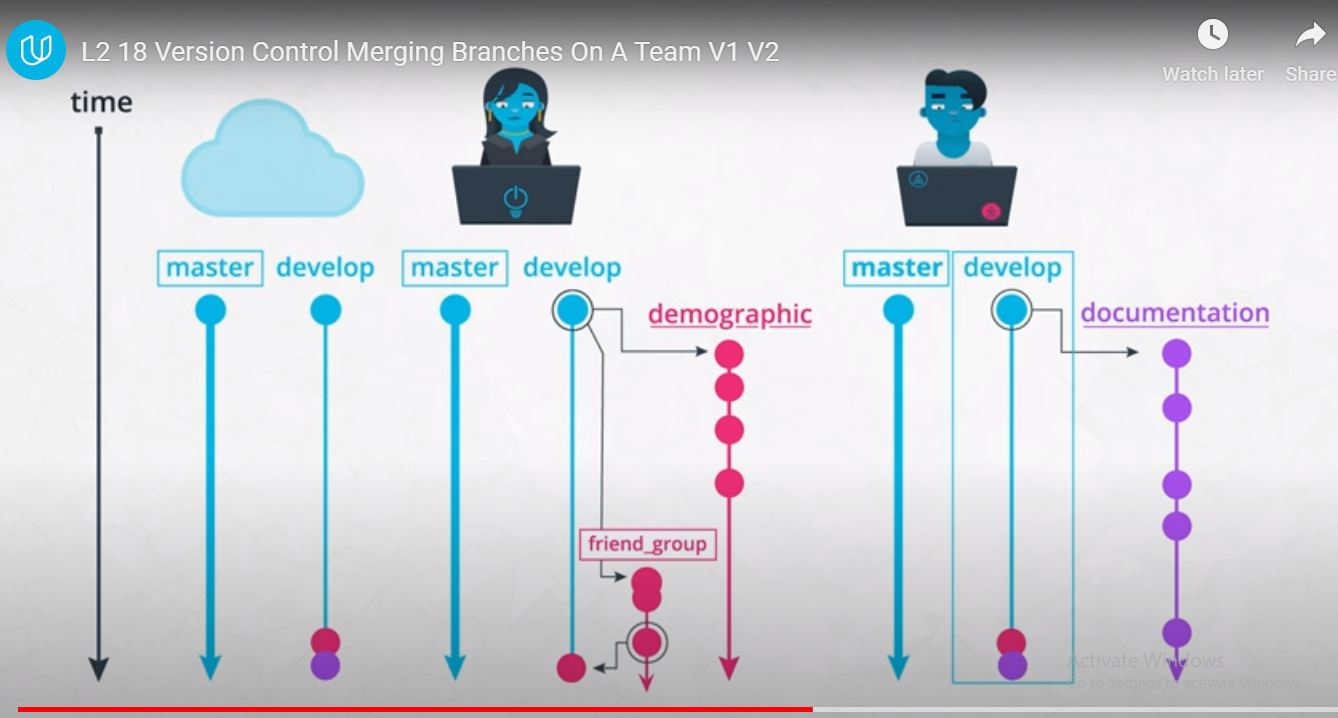 L2 18 Version Control Merging Branches On A Team V1 V2
Watch later
Share
time
master
develop
master
develop
master
develop
demographic
documentation
friend_group
Activate Windows
Go to Settings to activate Windows.